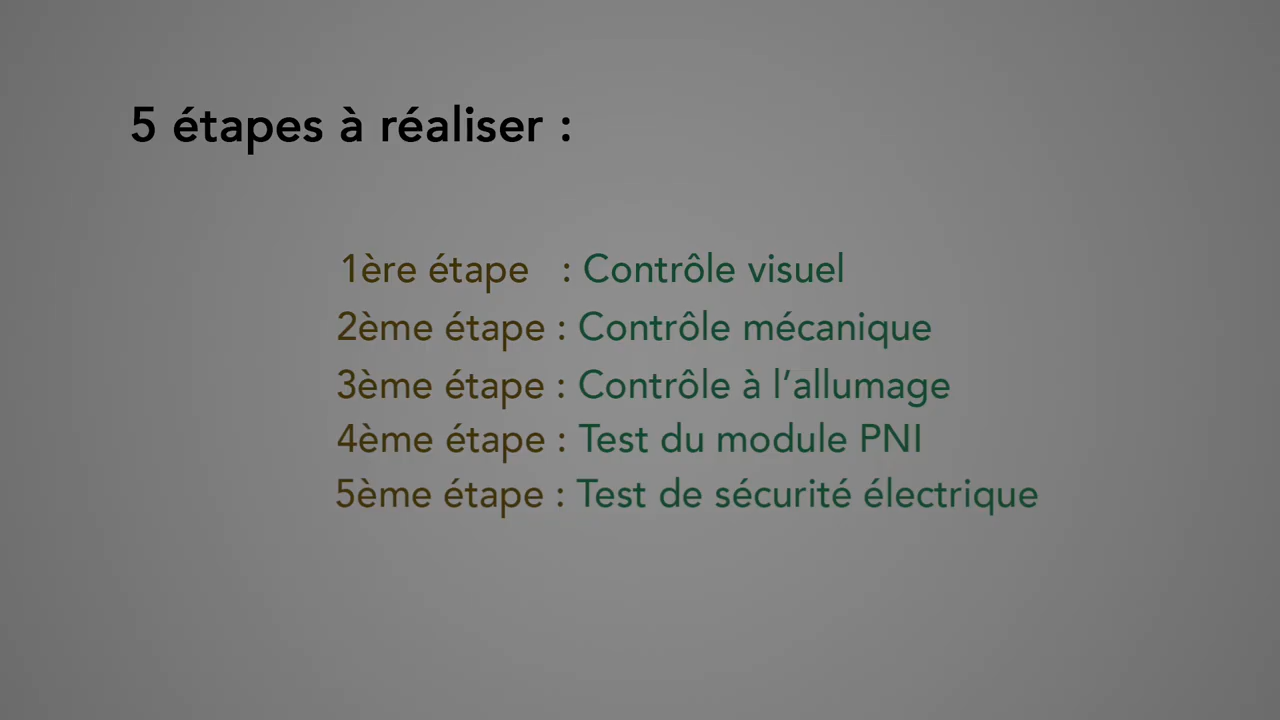 5 étapes à réaliser :
1ère étape : Contrôle visuel
2ème étape : Contrôle mécanique
3ème étape : Contrôle à l’allumage
4ème étape : Test du module PNI
5ème étape : Test de sécurité électrique